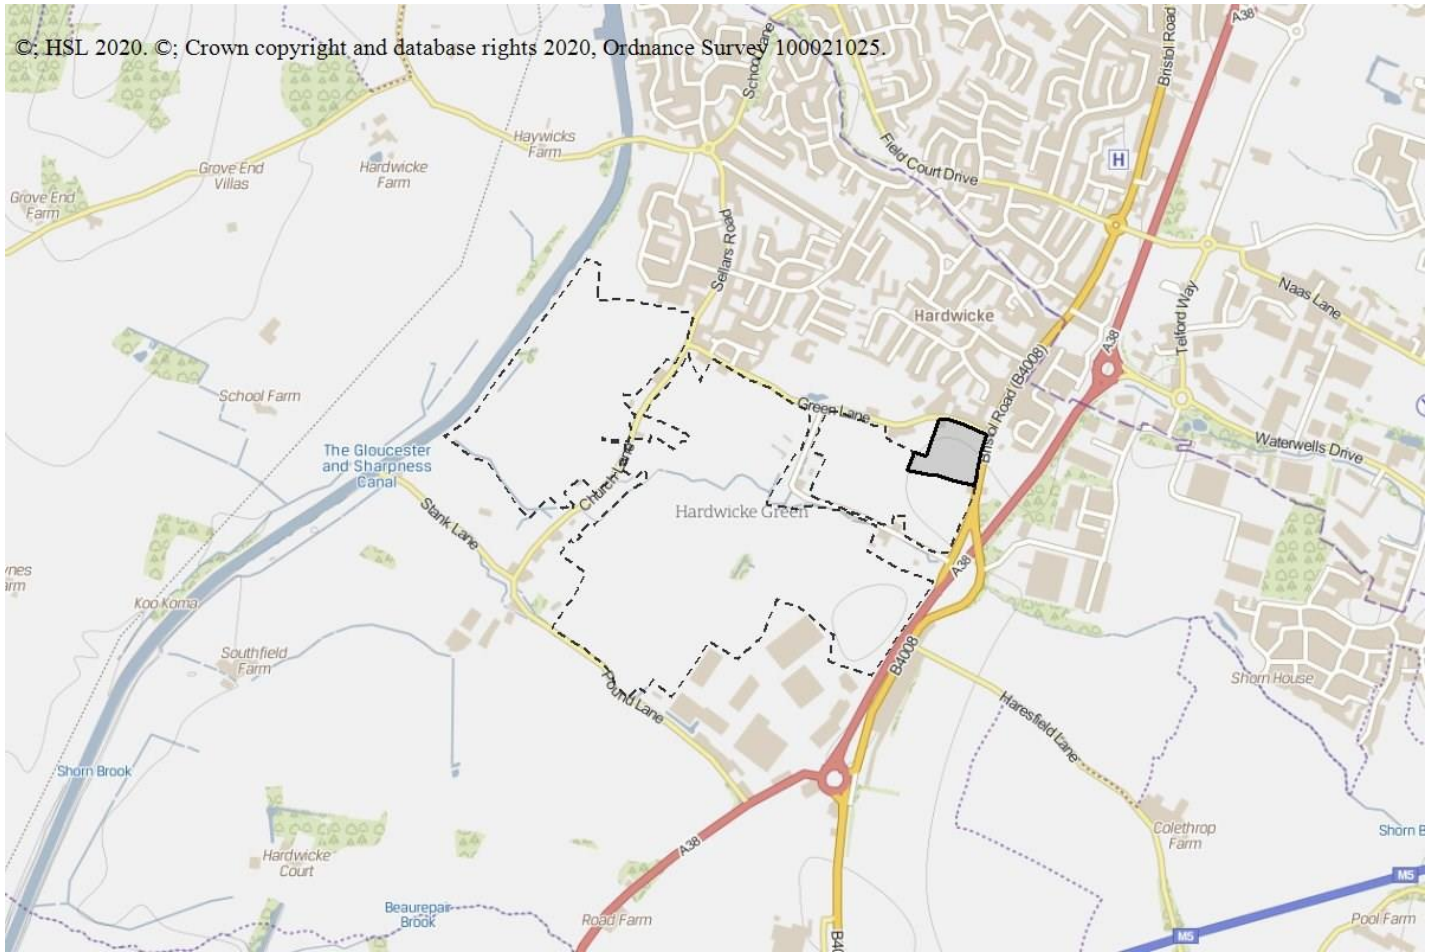 ©; HSL 2020. ©; Crown copyright and database rights 2020, Ordnance Survey 100021025.
A38
Bristol Road
School Lane
Haywicks
Farm
Grove End
Villas
Hardwicke
Farm
Field Court Drive
H
Grove End
Farm
Sellars Road
Naas Lane
Telford Way
Hardwicke
A38
Bristol Road (B4008)
School Farm
Green Lane
Waterwells Drive
The Gloucester
and Sharpness
Canal
Church Lane
Stank Lane
Hardwicke Green
A38
Koo Koma
Southfield
Farm
B4008
Shorn House
Pound Lane
Haresfield Lane
Shorn Brook
Colethrop
Farm
Shorn B
A38
Hardwicke
Court
M5
Beaurepair
Brook
Road Farm
Pool Farm
M5
B40